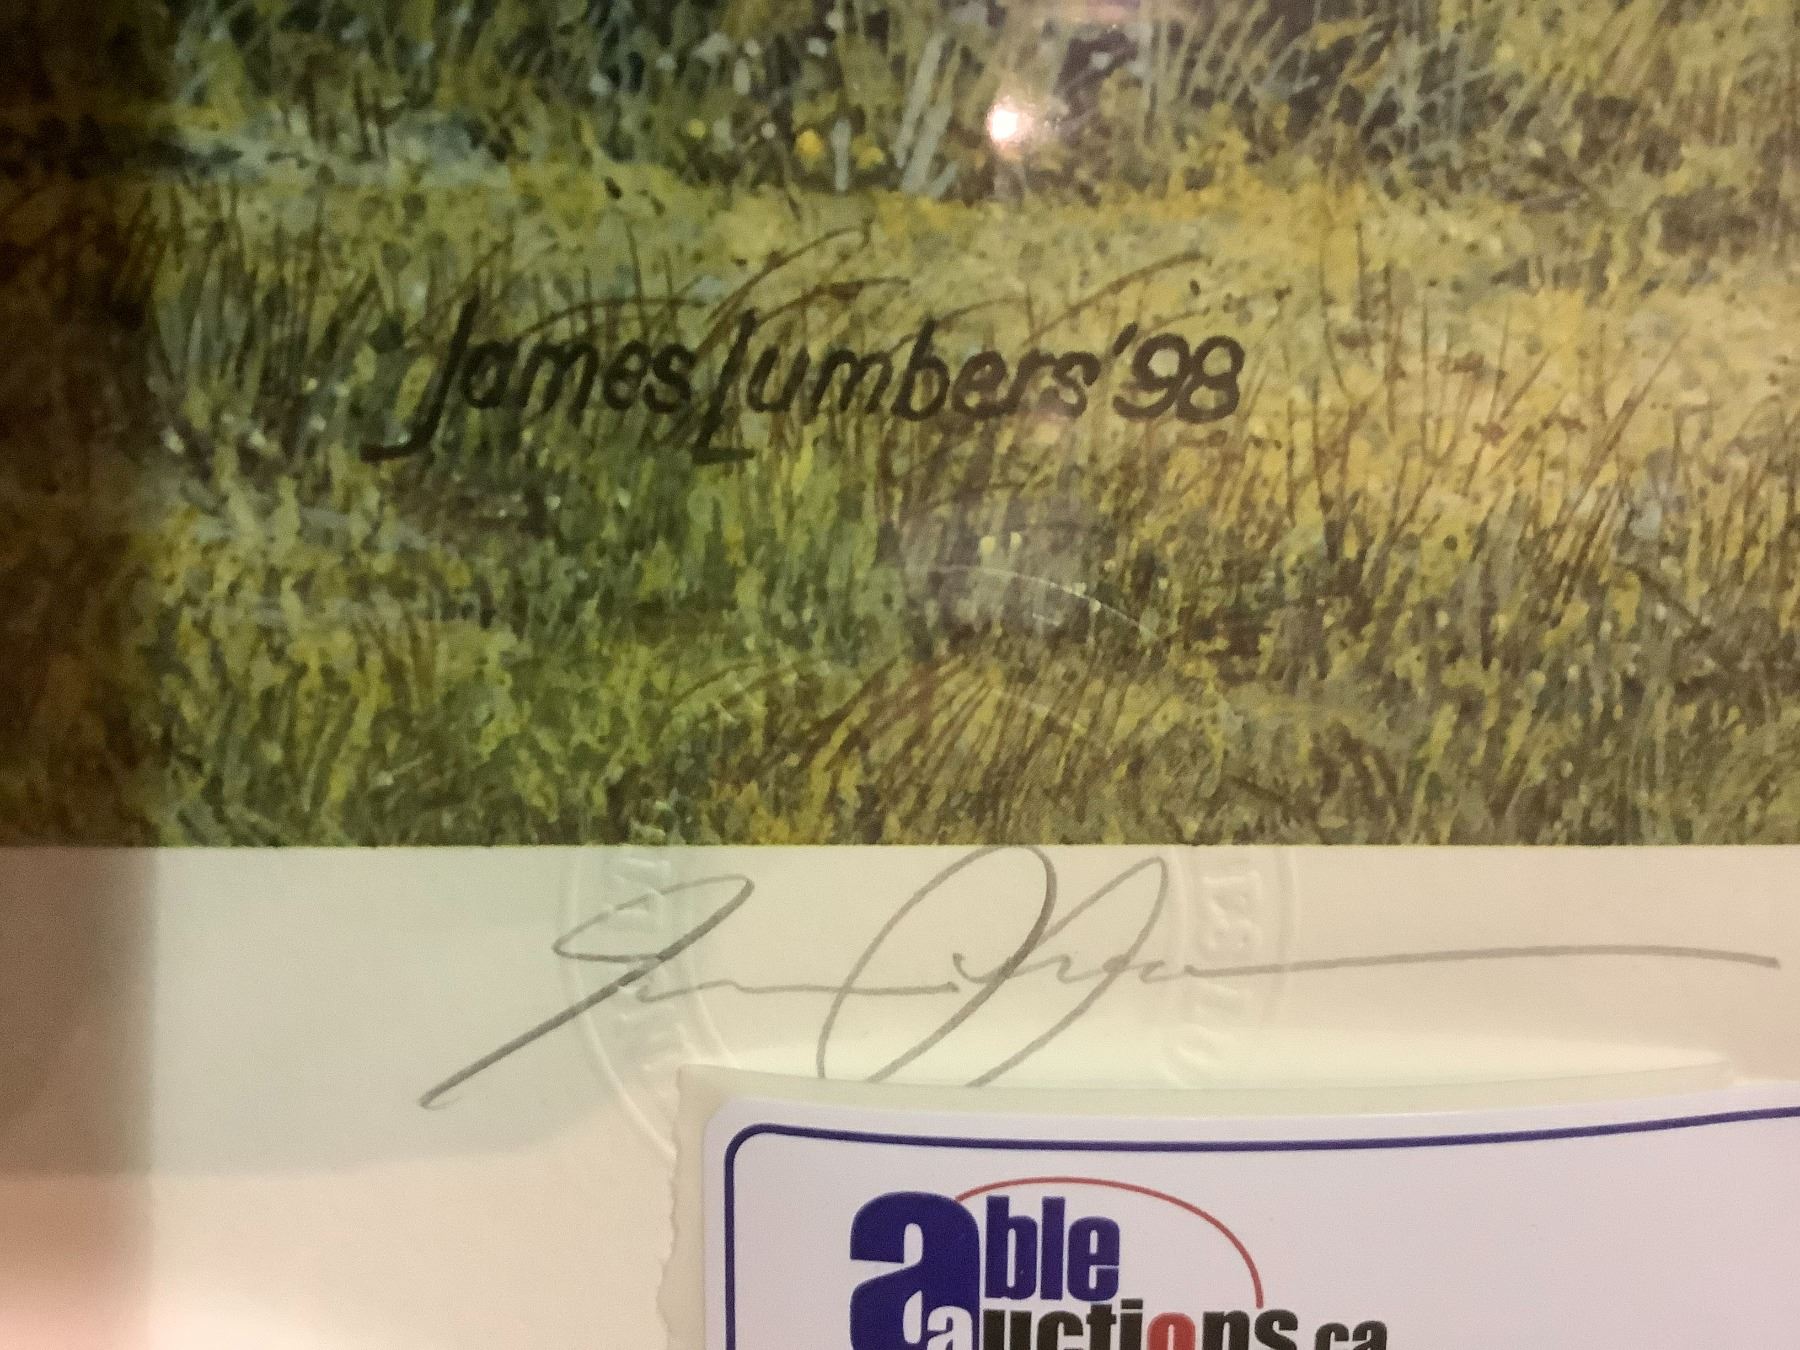 James Lumbers '98
able
auctions.ca